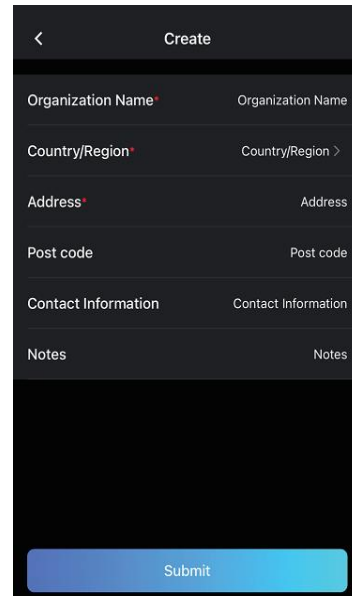 Create
Organization Name* Organization Name
Country/Region* Country/Region >
Address* Address
Post code Post code
Contact Information Contact Information
Notes Notes
Submit